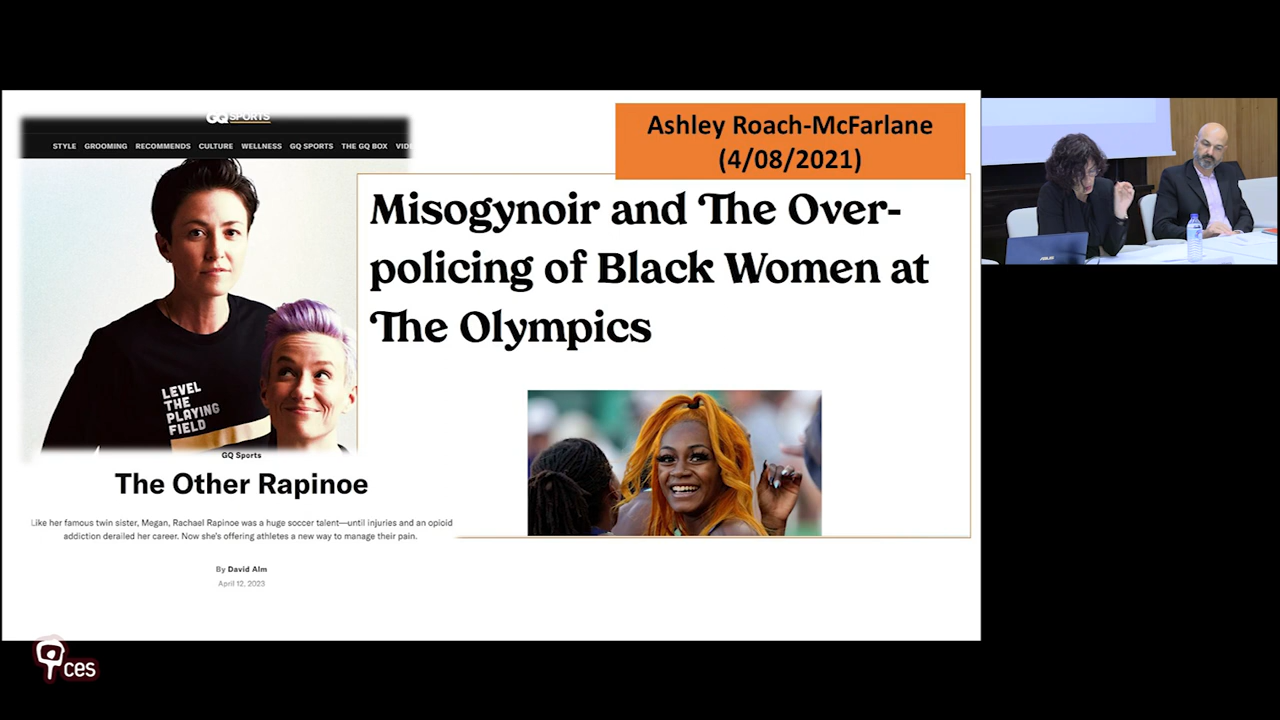 GQ SPORTS
STYLE GROOMING RECOMMENDS CULTURE WELLNESS GQ SPORTS THE GQ BOX
LEVEL
THE
PLAYING
FIELD
GQ Sports
The Other Rapinoe
Like her famous twin sister, Megan, Rachael Rapinoe was a huge soccer talent—until injuries and an opioid
addiction derailed her career. Now she's offering athletes a new way to manage their pain.
By David Alm
April 12, 2023
Ashley Roach-McFarlane
(4/08/2021)
Misogynoir and The Over-
policing of Black Women at
The Olympics
ASUS
ces